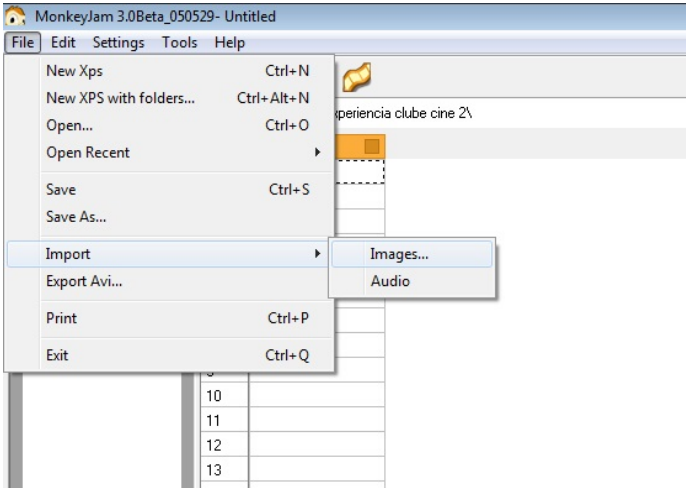 MonkeyJam 3.0Beta_050529- Untitled
File Edit Settings Tools Help
New Xps Ctrl+N
New XPS with folders... Ctrl+Alt+N
Open... Ctrl+O
Open Recent
Save Ctrl+S
Save As...
Import
Export Avi...
Print Ctrl+P
Exit Ctrl+Q
Images...
Audio
xperiencia clube cine 2\
10
11
12
13